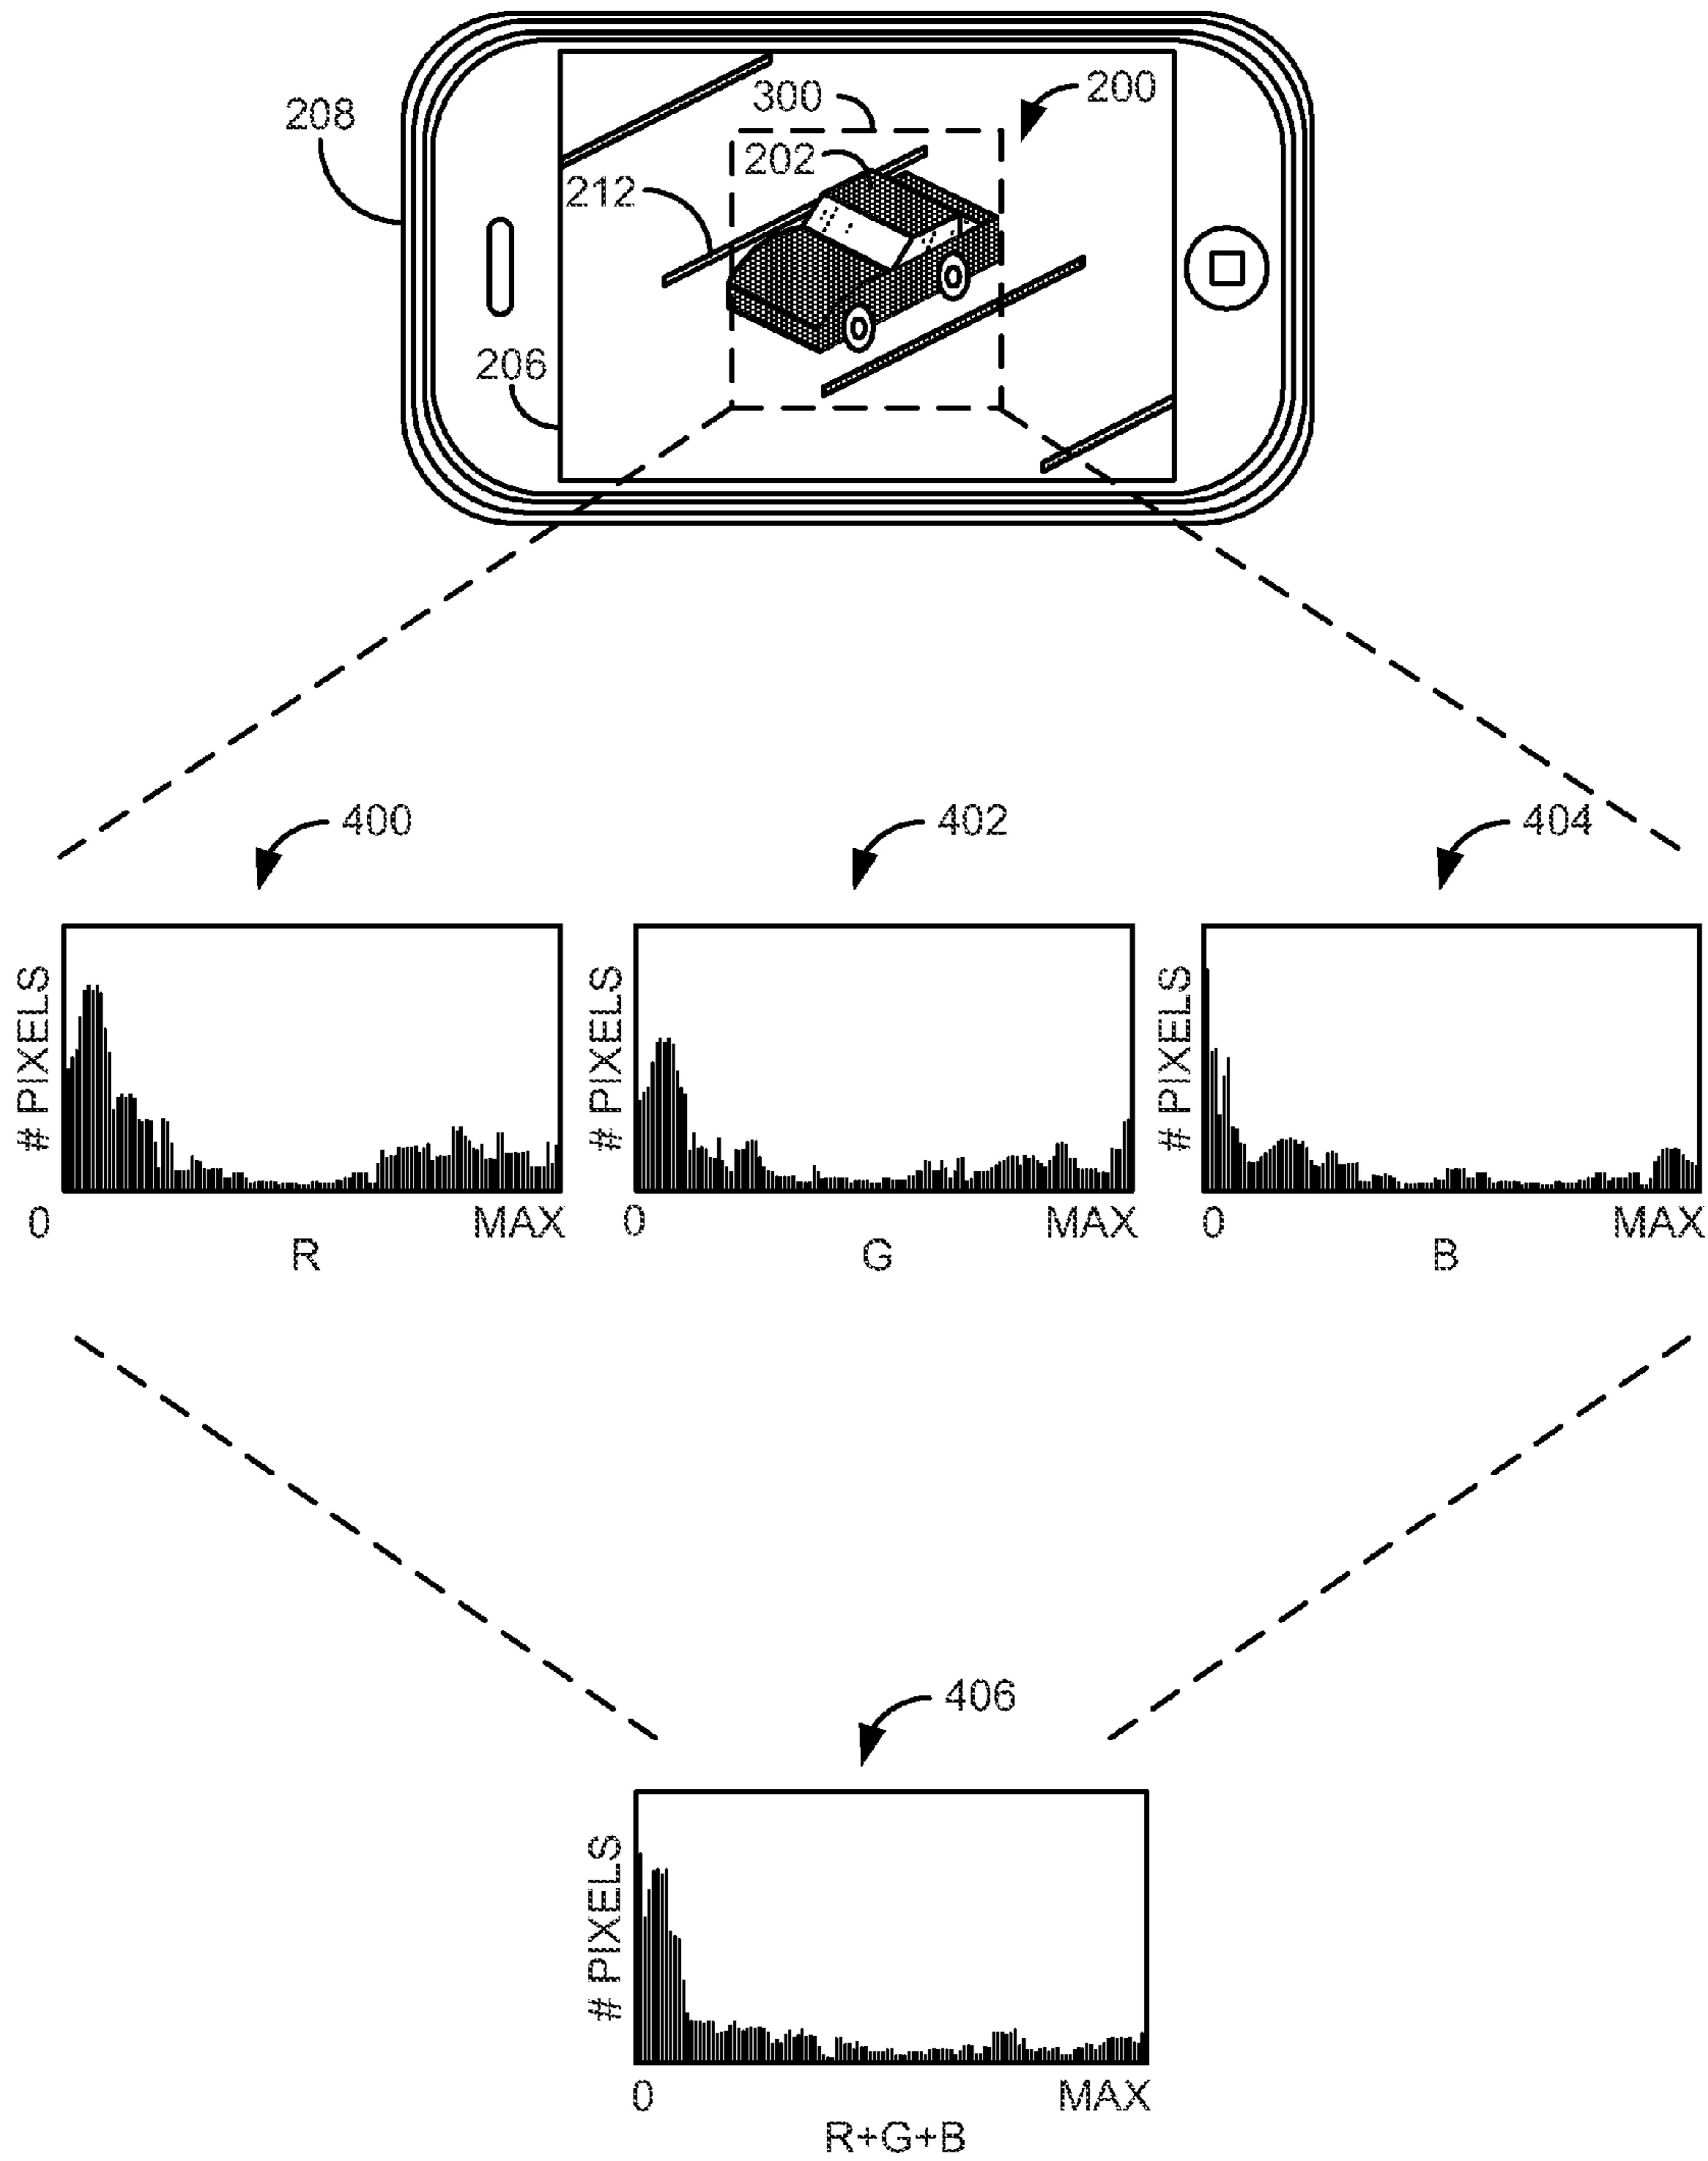 300
200
208
202
212
206
400
402
404
# PIXELS
# PIXELS
# PIXELS
0 MAX
0 MAX
0 MAX
R
G
B
406
# PIXELS
0 MAX
R+G+B